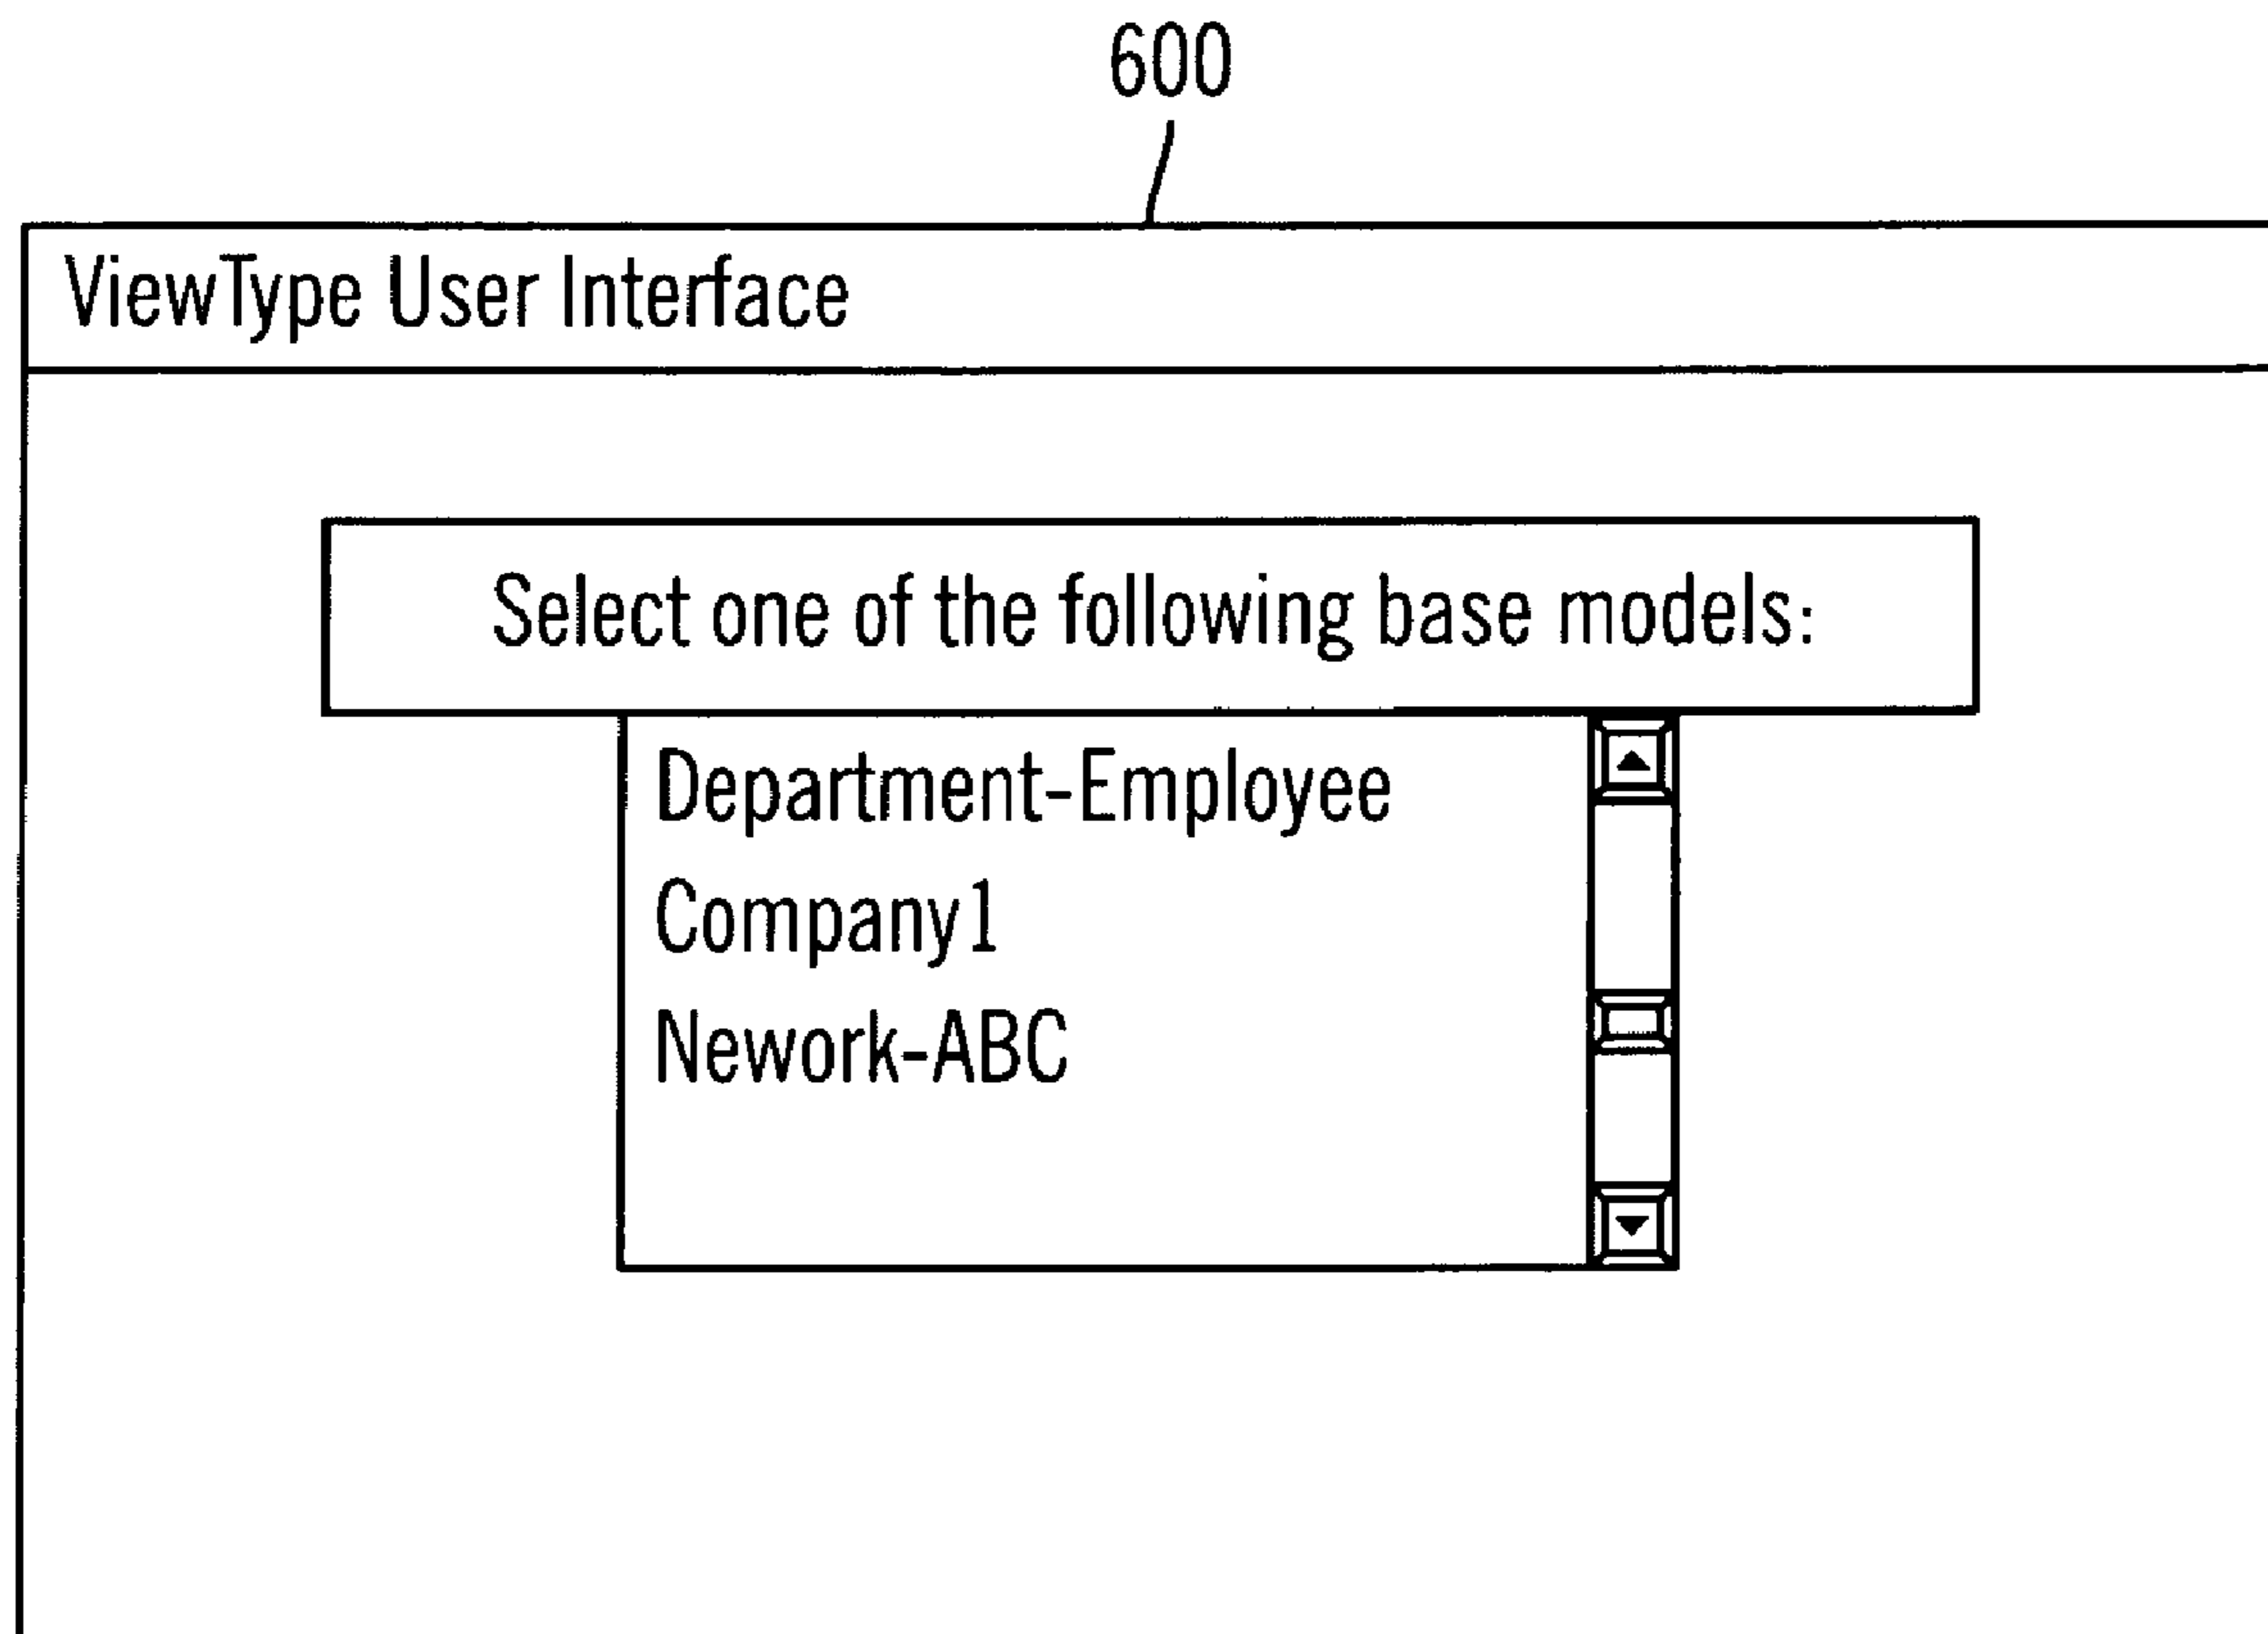 600
ViewType User Interface
Select one of the following base models:
Department-Employee
Company1
Nework-ABC